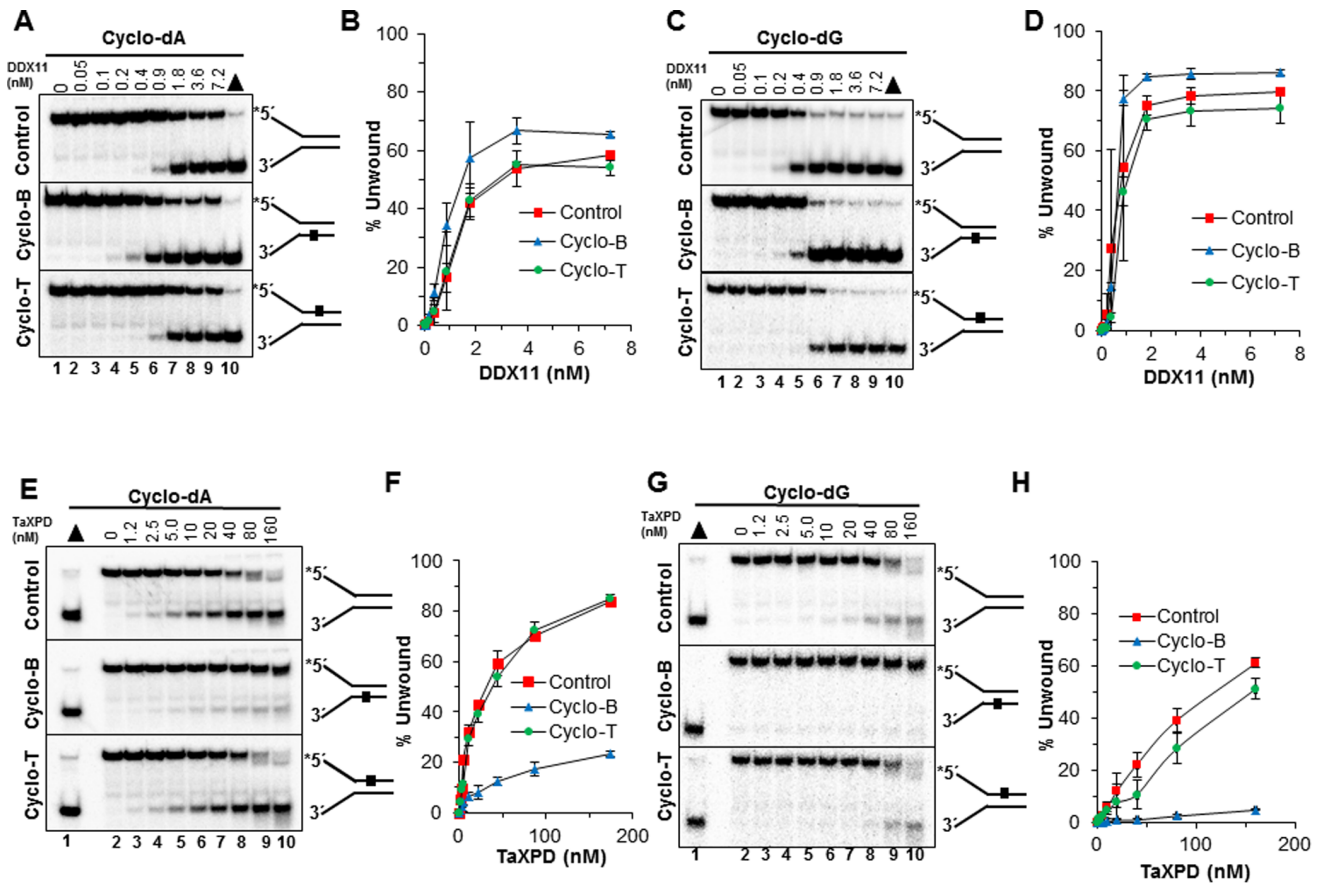 A
Cyclo-dA
DDX11
(nM)
0 0.05 0.1 0.2 0.4 0.9 1.8 3.6 7.2
Control
*5´
3´
Cyclo-B
*5´
3´
Cyclo-T
*5´
3´
1 2 3 4 5 6 7 8 9 10
B
% Unwound
100
80
60
40
20
0
Control
Cyclo-B
Cyclo-T
0 2 4 6 8
DDX11 (nM)
C
Cyclo-dG
DDX11
(nM)
0 0.05 0.1 0.2 0.4 0.9 1.8 3.6 7.2
Control
*5´
3´
Cyclo-B
*5´
3´
Cyclo-T
*5´
3´
1 2 3 4 5 6 7 8 9 10
D
% Unwound
100
80
60
40
20
0
Control
Cyclo-B
Cyclo-T
0 2 4 6 8
DDX11 (nM)
E
Cyclo-dA
TaXPD
(nM)
0 1.2 2.5 5.0 10 20 40 80 160
Control
*5´
3´
Cyclo-B
*5´
3´
Cyclo-T
*5´
3´
1 2 3 4 5 6 7 8 9 10
F
% Unwound
100
80
60
40
20
0
Control
Cyclo-B
Cyclo-T
0 100 200
TaXPD (nM)
G
Cyclo-dG
TaXPD
(nM)
0 1.2 2.5 5.0 10 20 40 80 160
Control
*5´
3´
Cyclo-B
*5´
3´
Cyclo-T
*5´
3´
1 2 3 4 5 6 7 8 9 10
H
% Unwound
100
80
60
40
20
0
Control
Cyclo-B
Cyclo-T
0 100 200
TaXPD (nM)